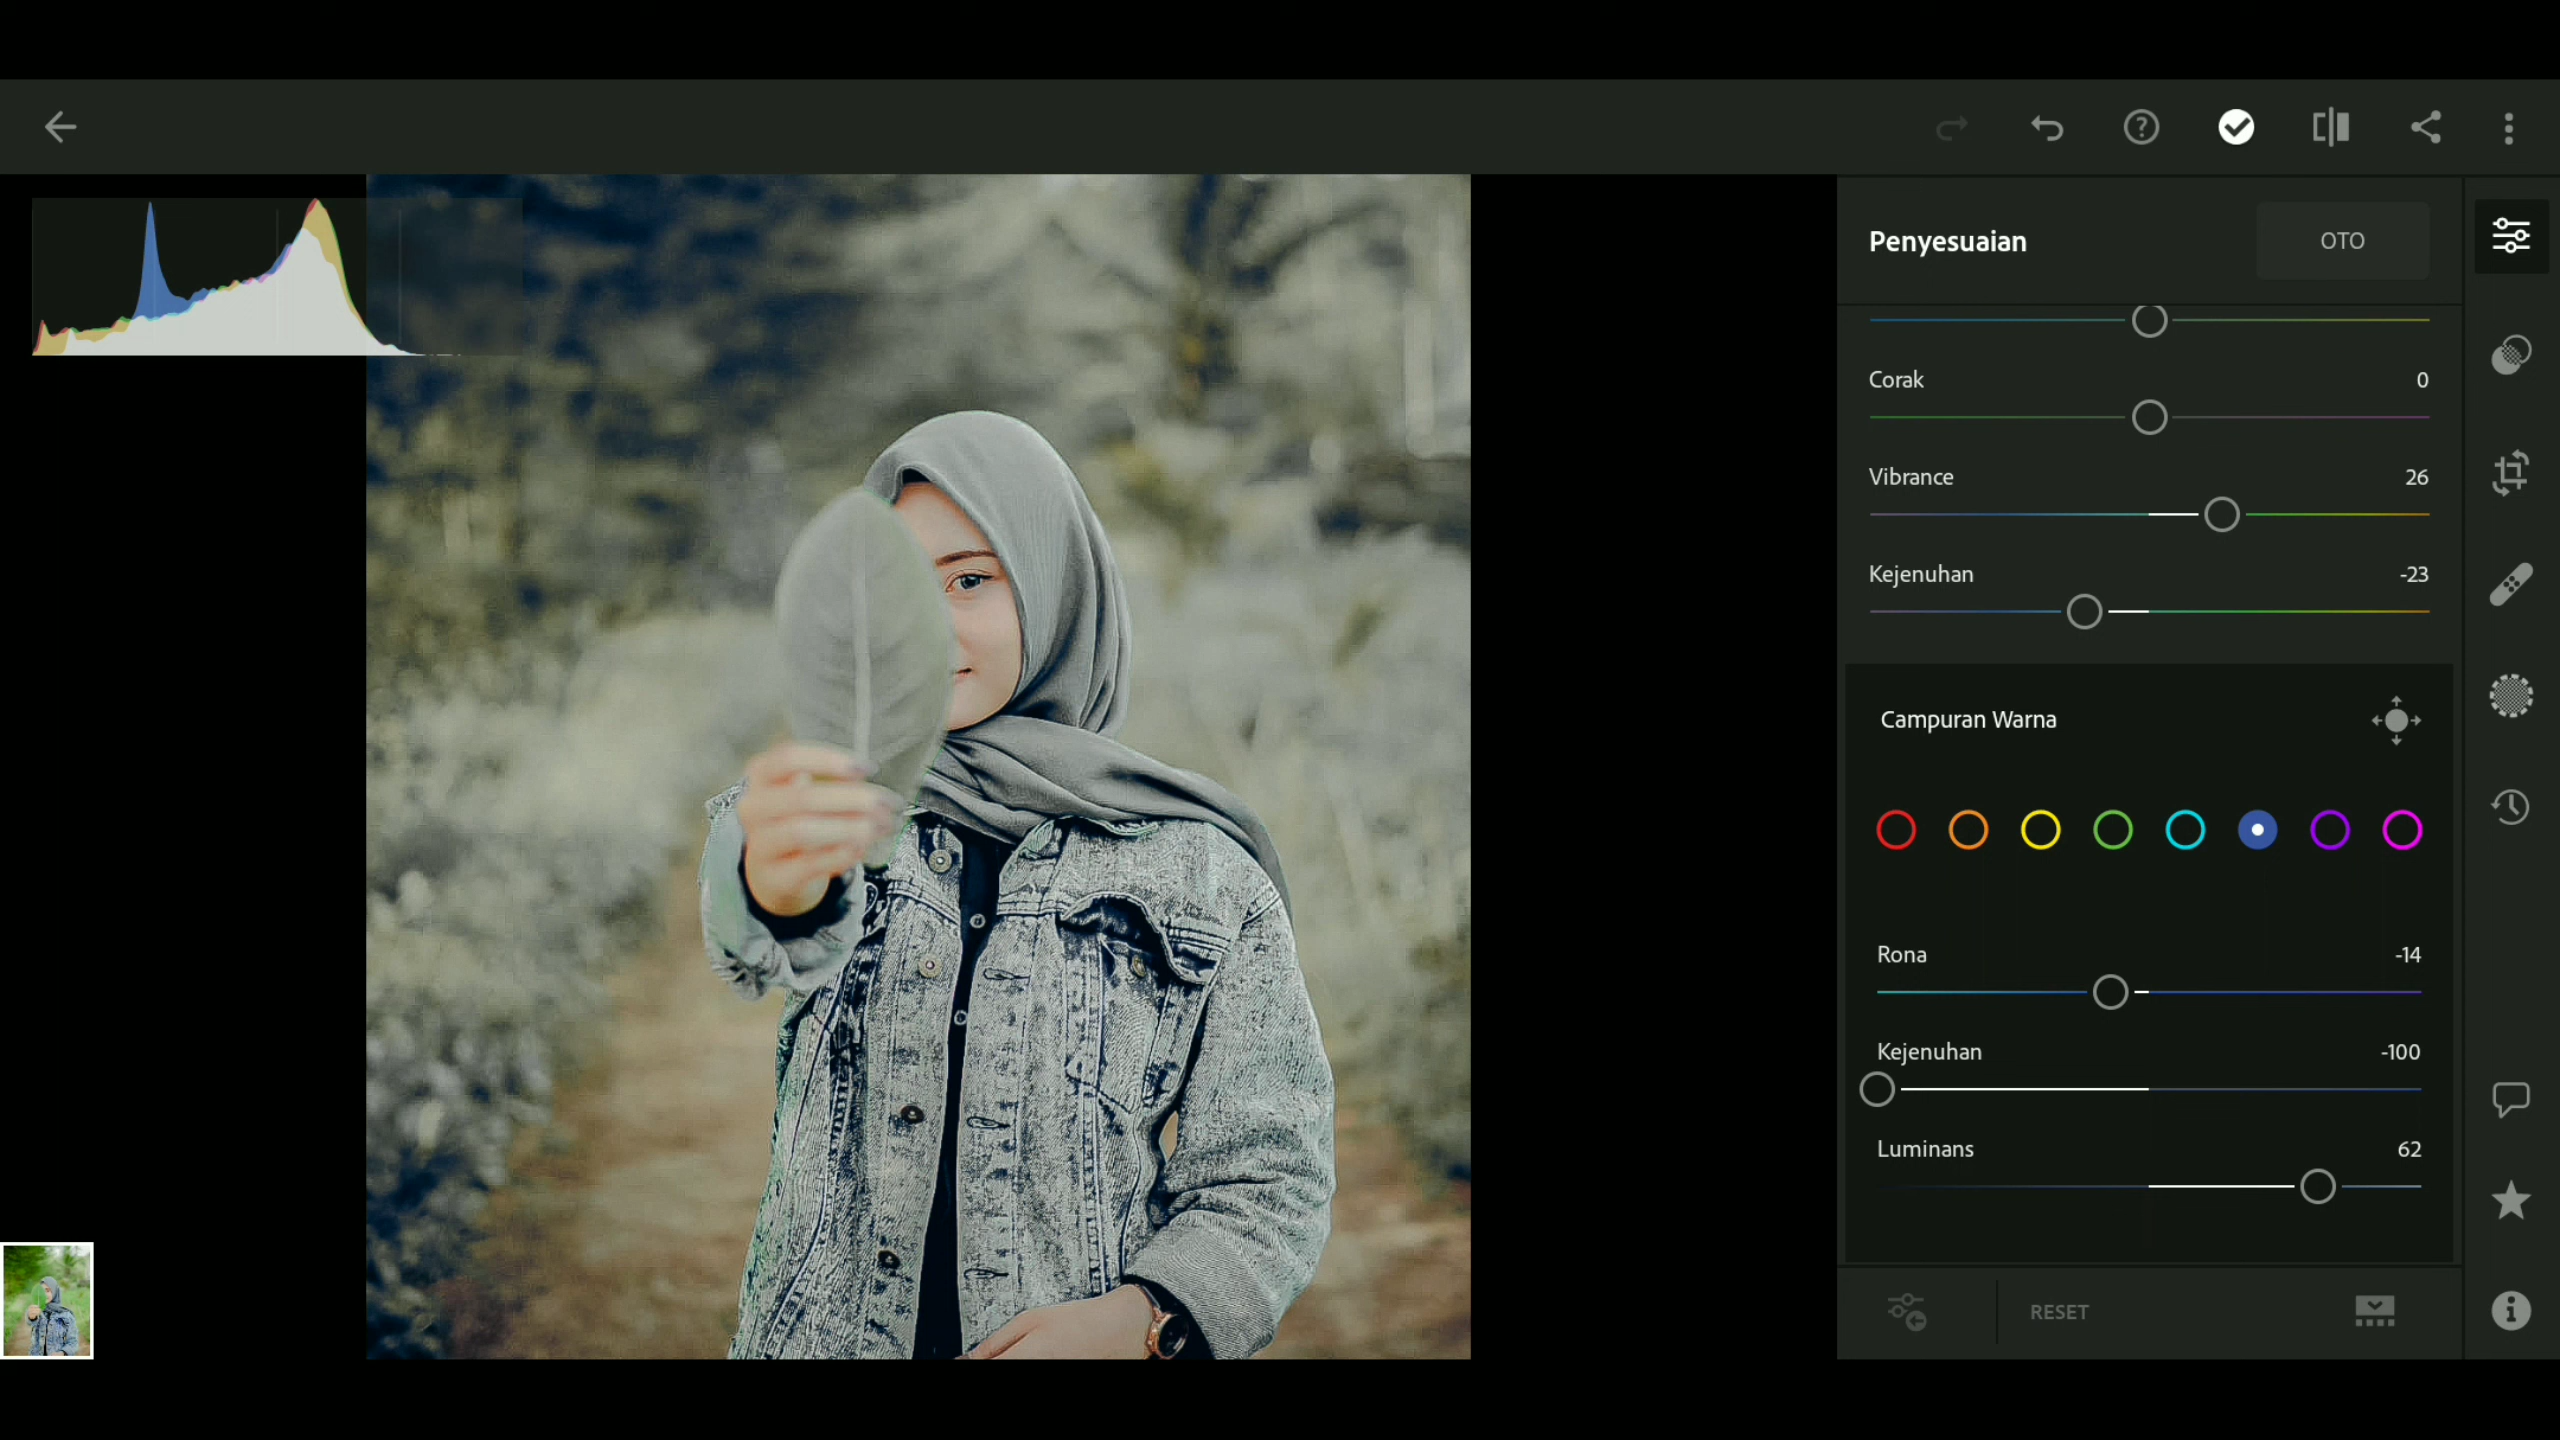 Penyesuaian
OTO
Corak 0
Vibrance 26
Kejenuhan -23
Campuran Warna
Rona -14
Kejenuhan -100
Luminans 62
RESET